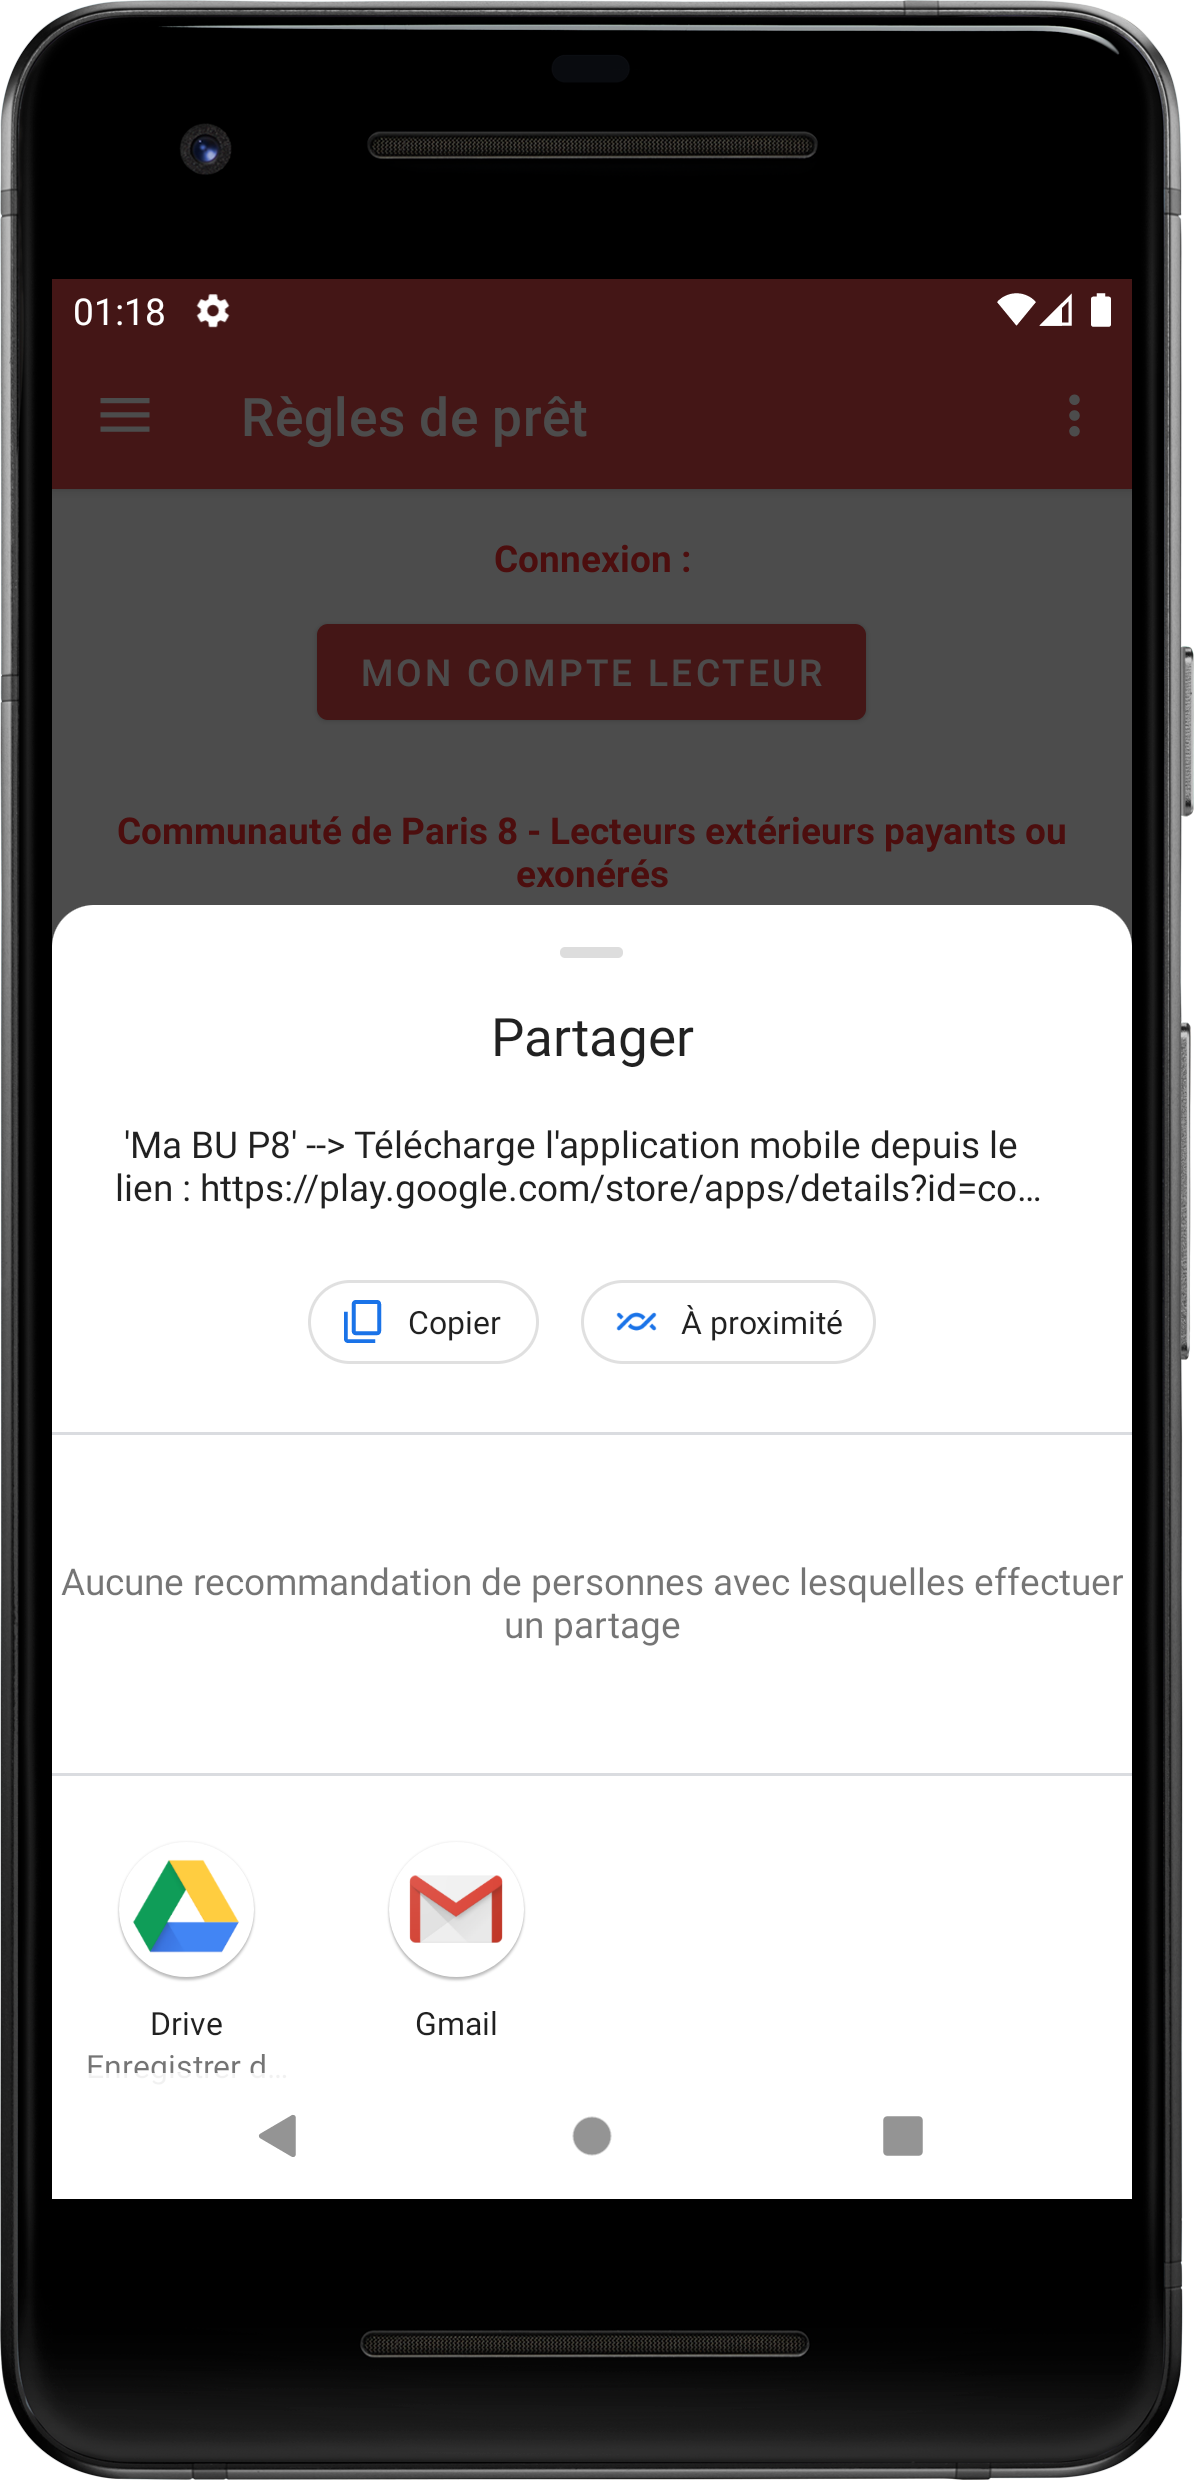 01:18
Règles de prêt
Connexion :
MON COMPTE LECTEUR
Communauté de Paris 8 - Lecteurs extérieurs payants ou
exonérés
Partager
'Ma BU P8' --> Télécharge l'application mobile depuis le
lien : https://play.google.com/store/apps/details?id=co…
Copier
À proximité
Aucune recommandation de personnes avec lesquelles effectuer
un partage
Drive
Gmail
Enregistrer d…